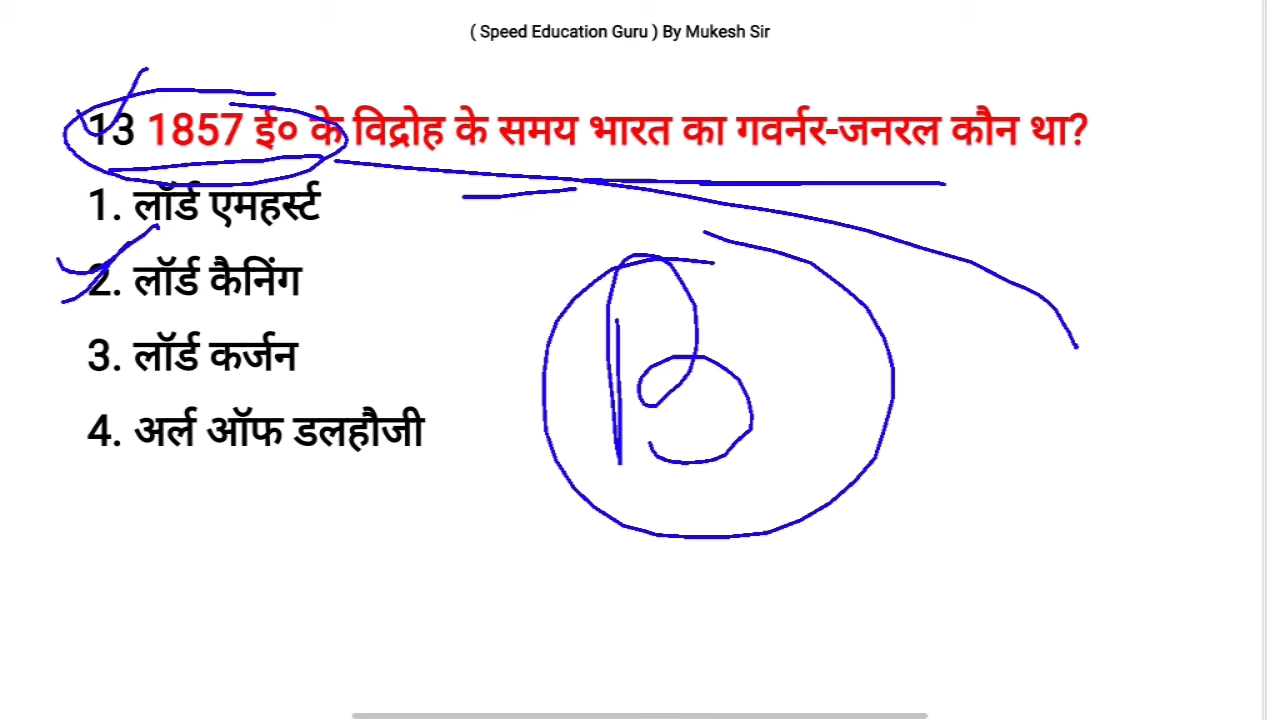 ( Speed Education Guru ) By Mukesh Sir
13 1857 ई० के विद्रोह के समय भारत का गवर्नर-जनरल कौन था?
1. लॉर्ड एमहर्स्ट
2. लॉर्ड कैनिंग
3. लॉर्ड कर्जन
4. अर्ल ऑफ डलहौजी
B